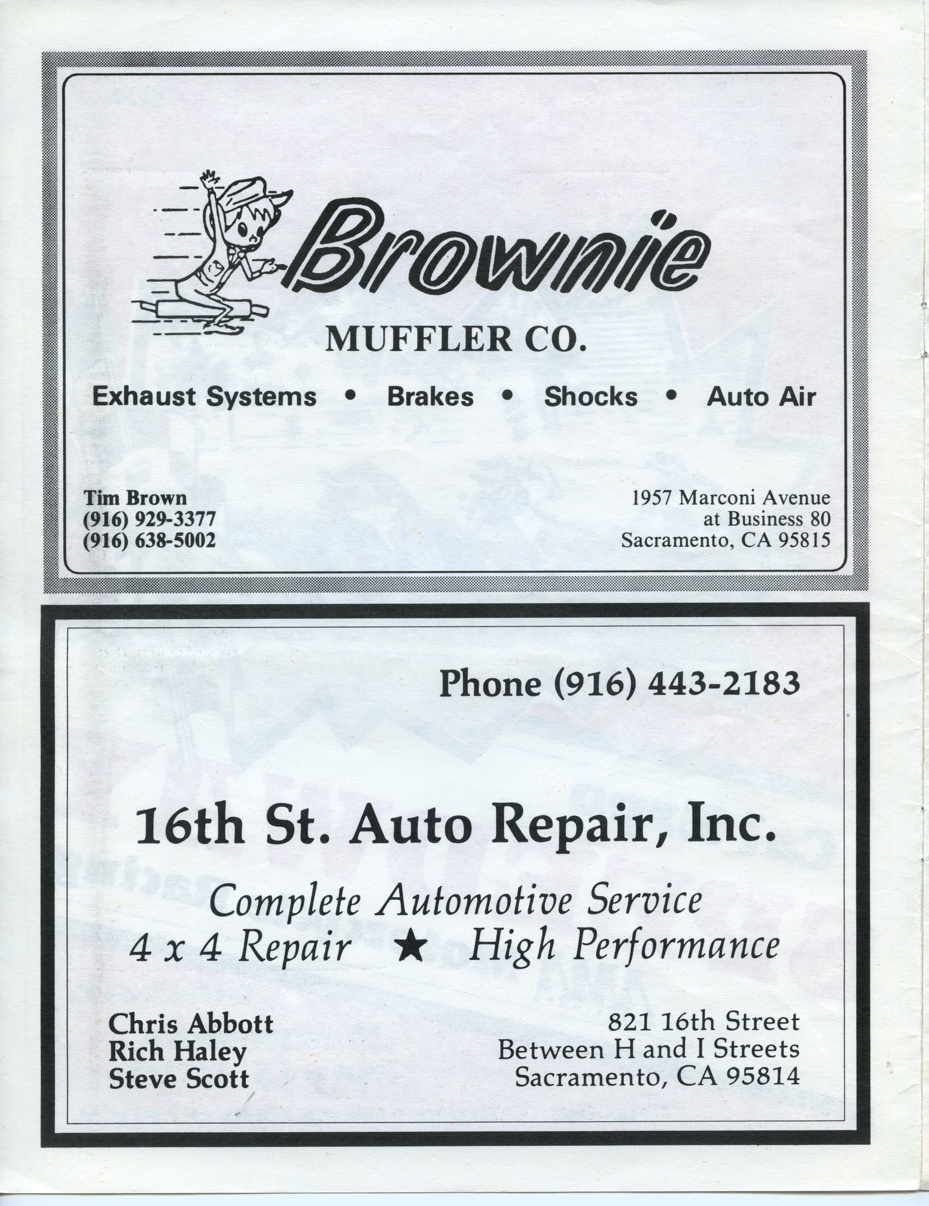 Brownie
MUFFLER CO.
Exhaust Systems • Brakes • Shocks • Auto Air
Tim Brown
(916) 929-3377
(916) 638-5002
1957 Marconi Avenue
at Business 80
Sacramento, CA 95815
Phone (916) 443-2183
16th St. Auto Repair, Inc.
Complete Automotive Service
4 x 4 Repair ★ High Performance
Chris Abbott
Rich Haley
Steve Scott
821 16th Street
Between H and I Streets
Sacramento, CA 95814